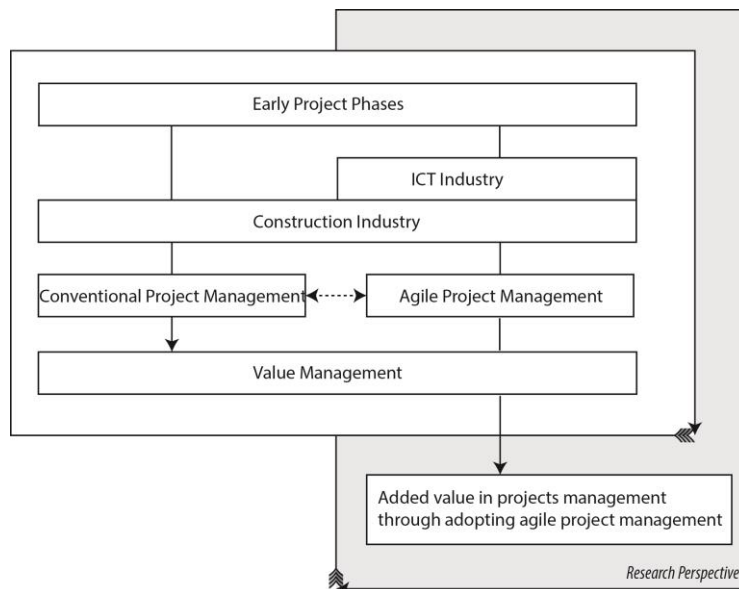 Early Project Phases
ICT Industry
Construction Industry
Conventional Project Management
Agile Project Management
Value Management
Added value in projects management
through adopting agile project management
Research Perspective